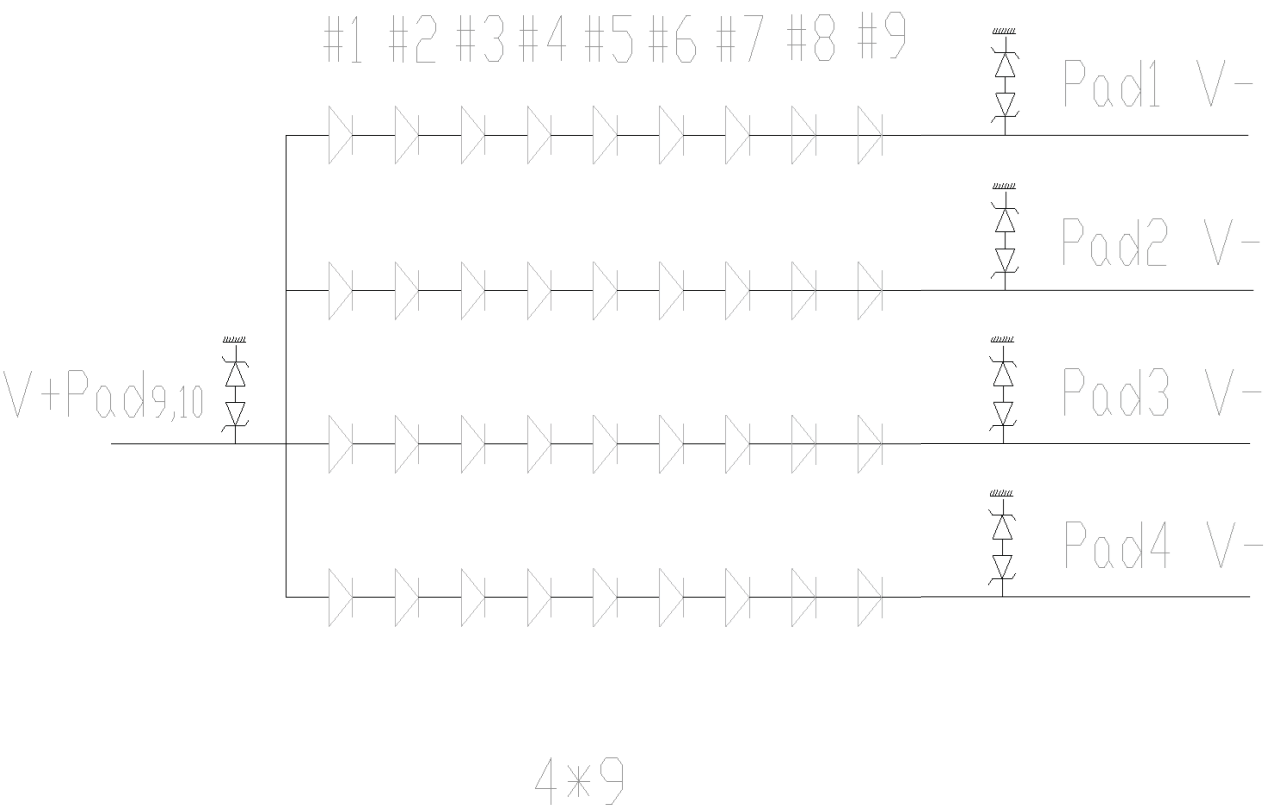 #1 #2 #3 #4 #5 #6 #7 #8 #9
Pad1 V-
Pad2 V-
V+Pad9,10
Pad3 V-
Pad4 V-
4*9